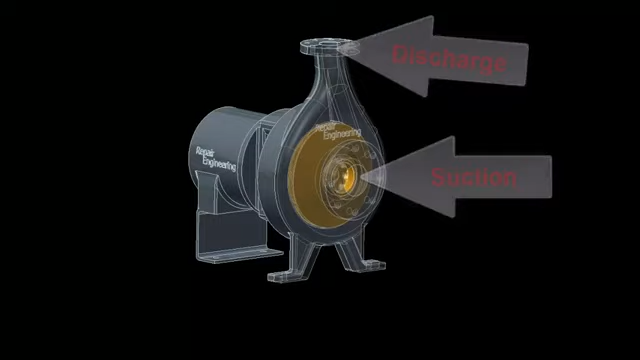 Discharge
Repair
Engineering
Repair
Engineering
Suction